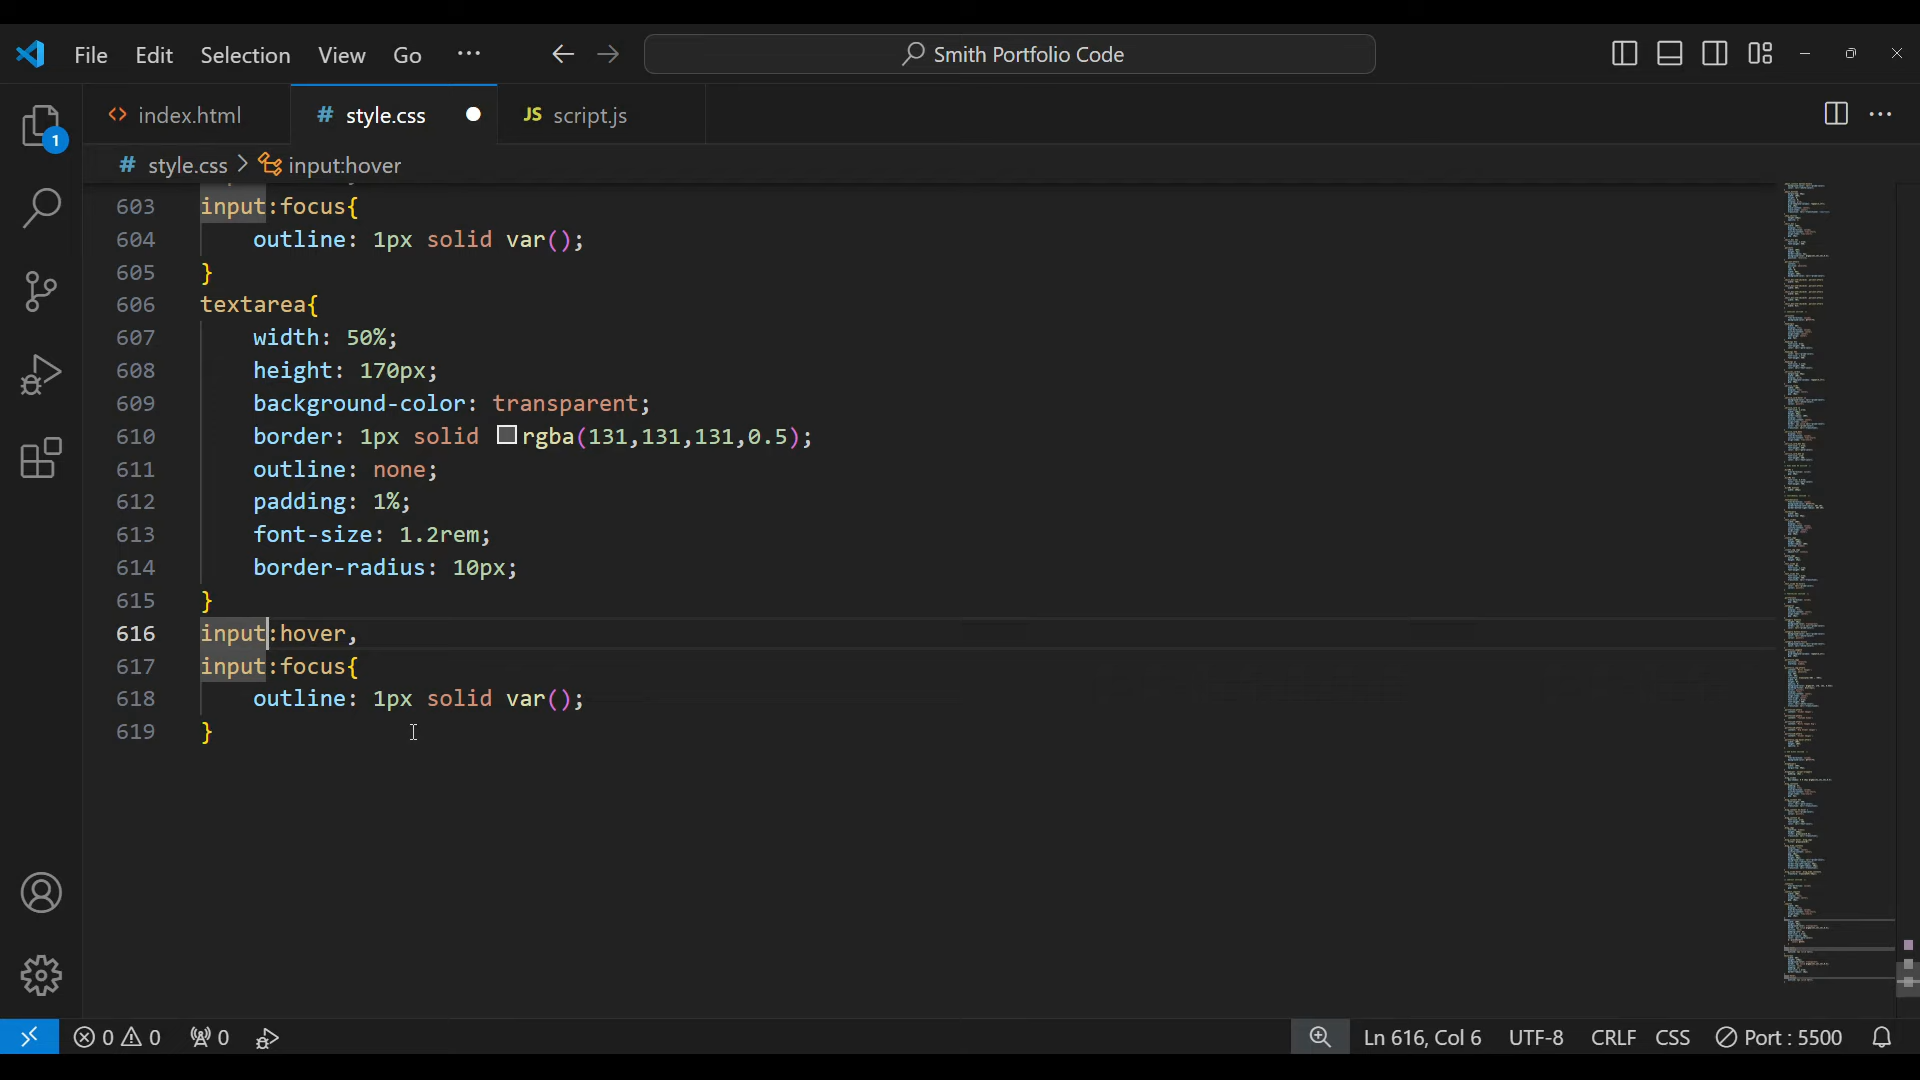 File Edit Selection View Go ··· Smith Portfolio Code
1
index.html # style.css JS script.js
# style.css > input:hover
603 input:focus{
604 outline: 1px solid var();
605 }
606 textarea{
607 width: 50%;
608 height: 170px;
609 background-color: transparent;
610 border: 1px solid rgba(131,131,131,0.5);
611 outline: none;
612 padding: 1%;
613 font-size: 1.2rem;
614 border-radius: 10px;
615 }
616 input:hover,
617 input:focus{
618 outline: 1px solid var();
619 }
0 0 0 Ln 616, Col 6 UTF-8 CRLF CSS Port : 5500